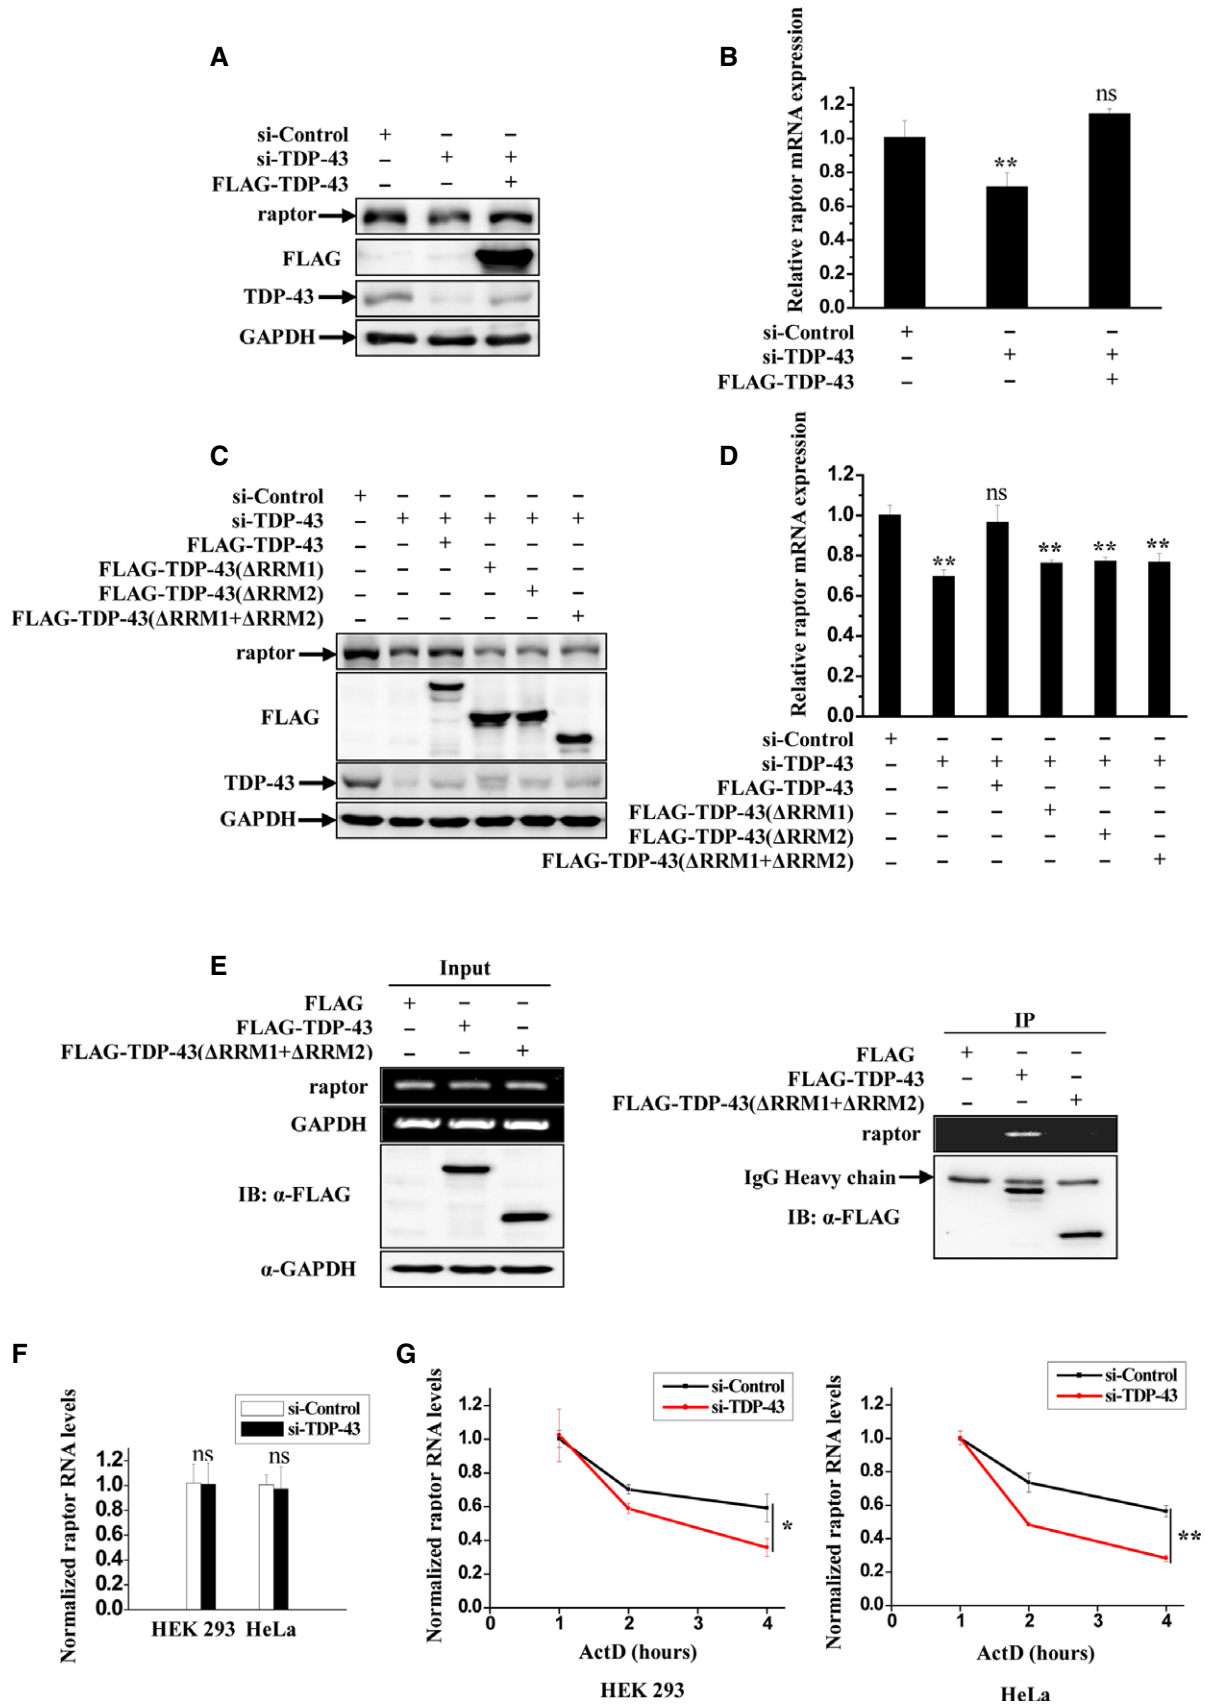 A
si-Control + – –
si-TDP-43 – + +
FLAG-TDP-43 – – +
raptor
FLAG
TDP-43
GAPDH
B
Relative raptor mRNA expression
1.2
1.0
0.8
0.6
0.4
0.2
0.0
**
ns
si-Control + – –
si-TDP-43 – + +
FLAG-TDP-43 – – +
C
si-Control + – – – – –
si-TDP-43 – + + + + +
FLAG-TDP-43 – – + – – –
FLAG-TDP-43(ΔRRM1) – – – + – –
FLAG-TDP-43(ΔRRM2) – – – – + –
FLAG-TDP-43(ΔRRM1+ΔRRM2) – – – – – +
raptor
FLAG
TDP-43
GAPDH
D
Relative raptor mRNA expression
1.2
1.0
0.8
0.6
0.4
0.2
0.0
**
ns
**
**
**
si-Control + – – – – –
si-TDP-43 – + + + + +
FLAG-TDP-43 – – + – – –
FLAG-TDP-43(ΔRRM1) – – – + – –
FLAG-TDP-43(ΔRRM2) – – – – + –
FLAG-TDP-43(ΔRRM1+ΔRRM2) – – – – – +
E
Input
FLAG + – –
FLAG-TDP-43 – + –
FLAG-TDP-43(ΔRRM1+ΔRRM2) – – +
raptor
GAPDH
IB: α-FLAG
α-GAPDH
IP
FLAG + – –
FLAG-TDP-43 – + –
FLAG-TDP-43(ΔRRM1+ΔRRM2) – – +
raptor
IgG Heavy chain
IB: α-FLAG
F
Normalized raptor RNA levels
si-Control
si-TDP-43
1.2
1.0
0.8
0.6
0.4
0.2
0.0
ns
ns
HEK 293 HeLa
G
Normalized raptor RNA levels
si-Control
si-TDP-43
1.2
1.0
0.8
0.6
0.4
0.2
0.0
*
0 1 2 3 4
ActD (hours)
HEK 293
Normalized raptor RNA levels
si-Control
si-TDP-43
1.2
1.0
0.8
0.6
0.4
0.2
0.0
**
0 1 2 3 4
ActD (hours)
HeLa